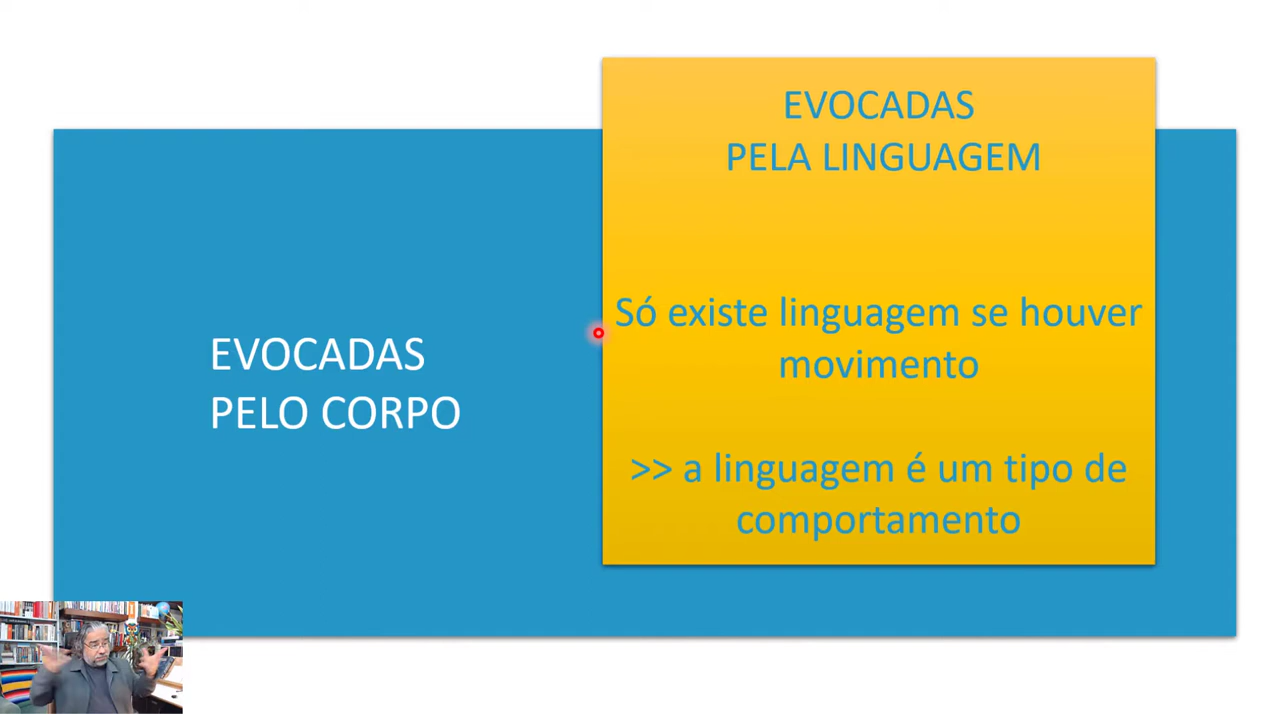 EVOCADAS
PELO CORPO
EVOCADAS
PELA LINGUAGEM
Só existe linguagem se houver
movimento
>> a linguagem é um tipo de
comportamento